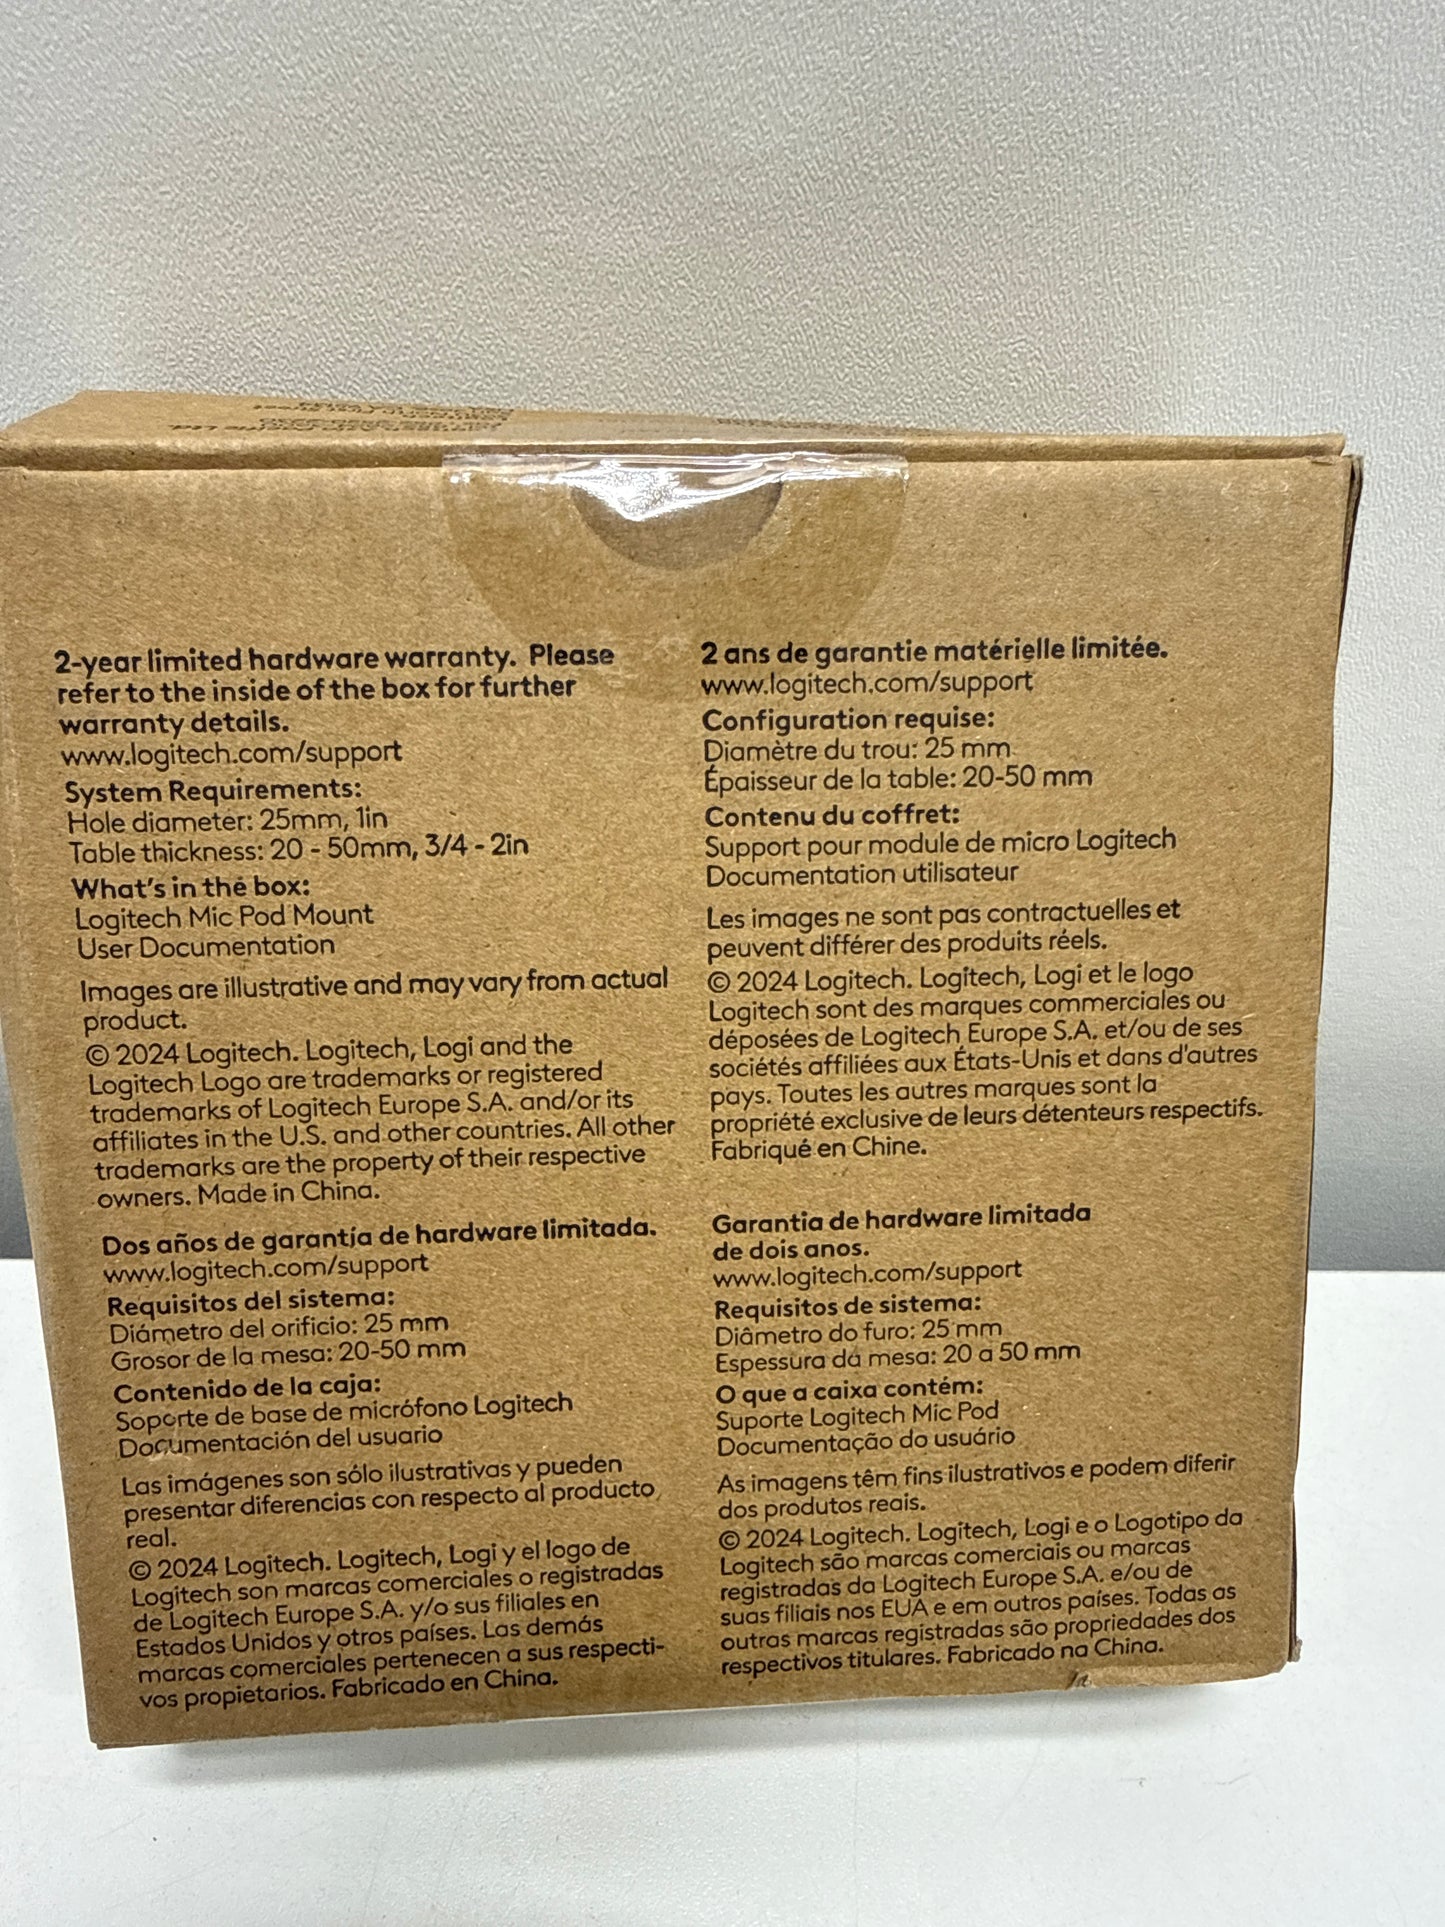 2-year limited hardware warranty. Please
refer to the inside of the box for further
warranty details.
www.logitech.com/support
System Requirements:
Hole diameter: 25mm, 1in
Table thickness: 20 - 50mm, 3/4 - 2in
What's in the box:
Logitech Mic Pod Mount
User Documentation
Images are illustrative and may vary from actual
product.
© 2024 Logitech. Logitech, Logi and the
Logitech Logo are trademarks or registered
trademarks of Logitech Europe S.A. and/or its
affiliates in the U.S. and other countries. All other
trademarks are the property of their respective
owners. Made in China.
2 ans de garantie matérielle limitée.
www.logitech.com/support
Configuration requise:
Diamètre du trou: 25 mm
Épaisseur de la table: 20-50 mm
Contenu du coffret:
Support pour module de micro Logitech
Documentation utilisateur
Les images ne sont pas contractuelles et
peuvent différer des produits réels.
© 2024 Logitech. Logitech, Logi et le logo
Logitech sont des marques commerciales ou
déposées de Logitech Europe S.A. et/ou de ses
sociétés affiliées aux États-Unis et dans d'autres
pays. Toutes les autres marques sont la
propriété exclusive de leurs détenteurs respectifs.
Fabriqué en Chine.
Dos años de garantía de hardware limitada.
www.logitech.com/support
Requisitos del sistema:
Diámetro del orificio: 25 mm
Grosor de la mesa: 20-50 mm
Contenido de la caja:
Soporte de base de micrófono Logitech
Documentación del usuario
Las imágenes son sólo ilustrativas y pueden
presentar diferencias con respecto al producto
real.
© 2024 Logitech. Logitech, Logi y el logo de
Logitech son marcas comerciales o registradas
de Logitech Europe S.A. y/o sus filiales en
Estados Unidos y otros países. Las demás
marcas comerciales pertenecen a sus respecti-
vos propietarios. Fabricado en China.
Garantia de hardware limitada
de dois anos.
www.logitech.com/support
Requisitos de sistema:
Diâmetro do furo: 25 mm
Espessura da mesa: 20 a 50 mm
O que a caixa contém:
Suporte Logitech Mic Pod
Documentação do usuário
As imagens têm fins ilustrativos e podem diferir
dos produtos reais.
© 2024 Logitech. Logitech, Logi e o Logotipo da
Logitech são marcas comerciais ou marcas
registradas da Logitech Europe S.A. e/ou de
suas filiais nos EUA e em outros países. Todas as
outras marcas registradas são propriedades dos
respectivos titulares. Fabricado na China.